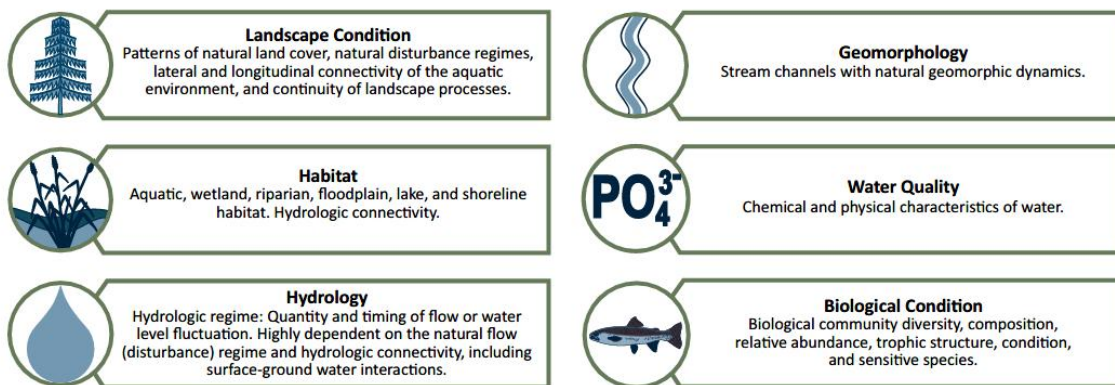 Landscape Condition
Patterns of natural land cover, natural disturbance regimes,
lateral and longitudinal connectivity of the aquatic
environment, and continuity of landscape processes.
Geomorphology
Stream channels with natural geomorphic dynamics.
Habitat
Aquatic, wetland, riparian, floodplain, lake, and shoreline
habitat. Hydrologic connectivity.
PO₄³⁻
Water Quality
Chemical and physical characteristics of water.
Hydrology
Hydrologic regime: Quantity and timing of flow or water
level fluctuation. Highly dependent on the natural flow
(disturbance) regime and hydrologic connectivity, including
surface-ground water interactions.
Biological Condition
Biological community diversity, composition,
relative abundance, trophic structure, condition,
and sensitive species.